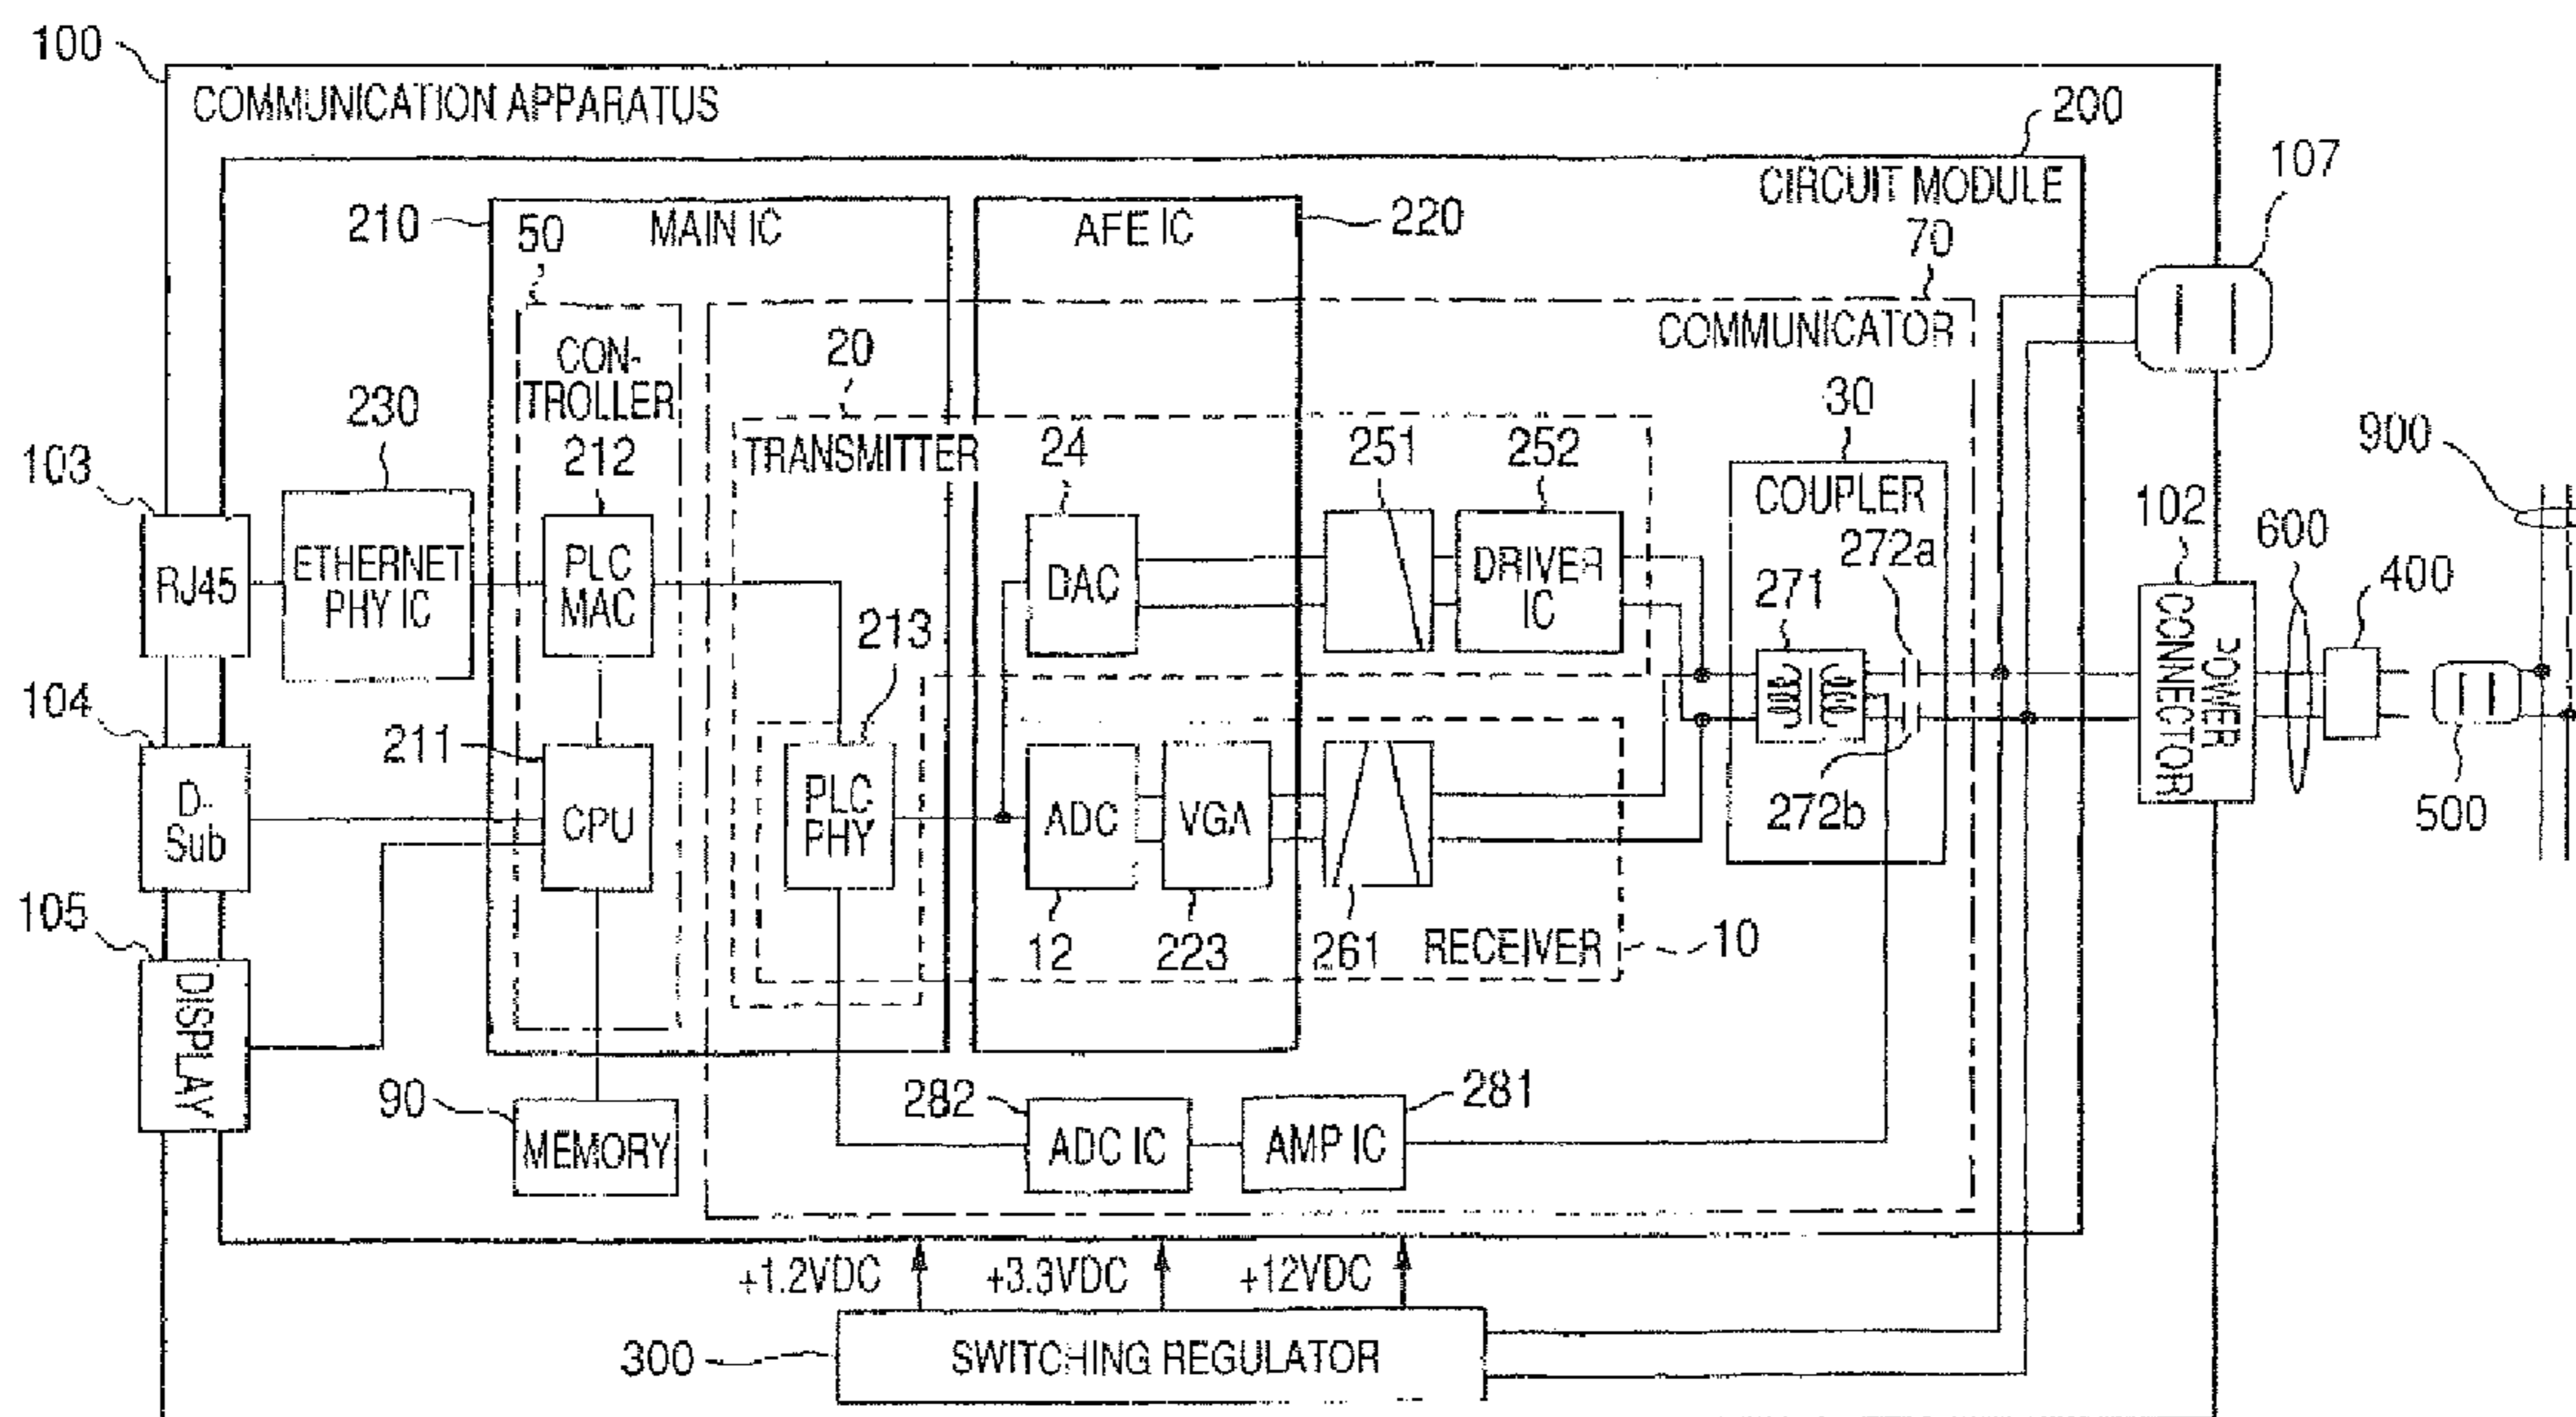 100
COMMUNICATION APPARATUS
200
107
CIRCUIT MODULE
210
50
MAIN IC
AFE IC
220
70
COMMUNICATOR
20
CON-
TROLLER
230
212
TRANSMITTER
24
251
252
30
COUPLER
272a
900
103
RJ45
ETHERNET
PHY IC
PLC
MAC
DAC
DRIVER
IC
271
102
600
400
213
POWER
CONNECTOR
104
D-
Sub
211
CPU
PLC
PHY
ADC
VGA
272b
500
105
DISPLAY
12
223
261
RECEIVER
10
90
MEMORY
282
ADC IC
AMP IC
281
+1.2VDC
+3.3VDC
+12VDC
300
SWITCHING REGULATOR